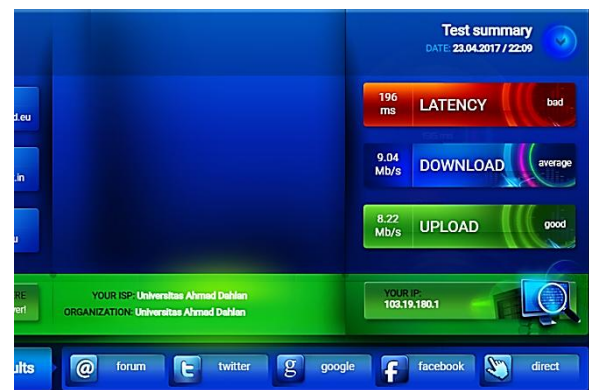 Test summary
DATE: 23.04.2017 / 22:09
196 ms LATENCY bad
d.eu
9.04 Mb/s DOWNLOAD average
.in
8.22 Mb/s UPLOAD good
u
RE
ver!
YOUR ISP: Universitas Ahmad Dahlan
ORGANIZATION: Universitas Ahmad Dahlan
YOUR IP:
103.19.180.1
ults
@ forum
t twitter
g google
f facebook
direct